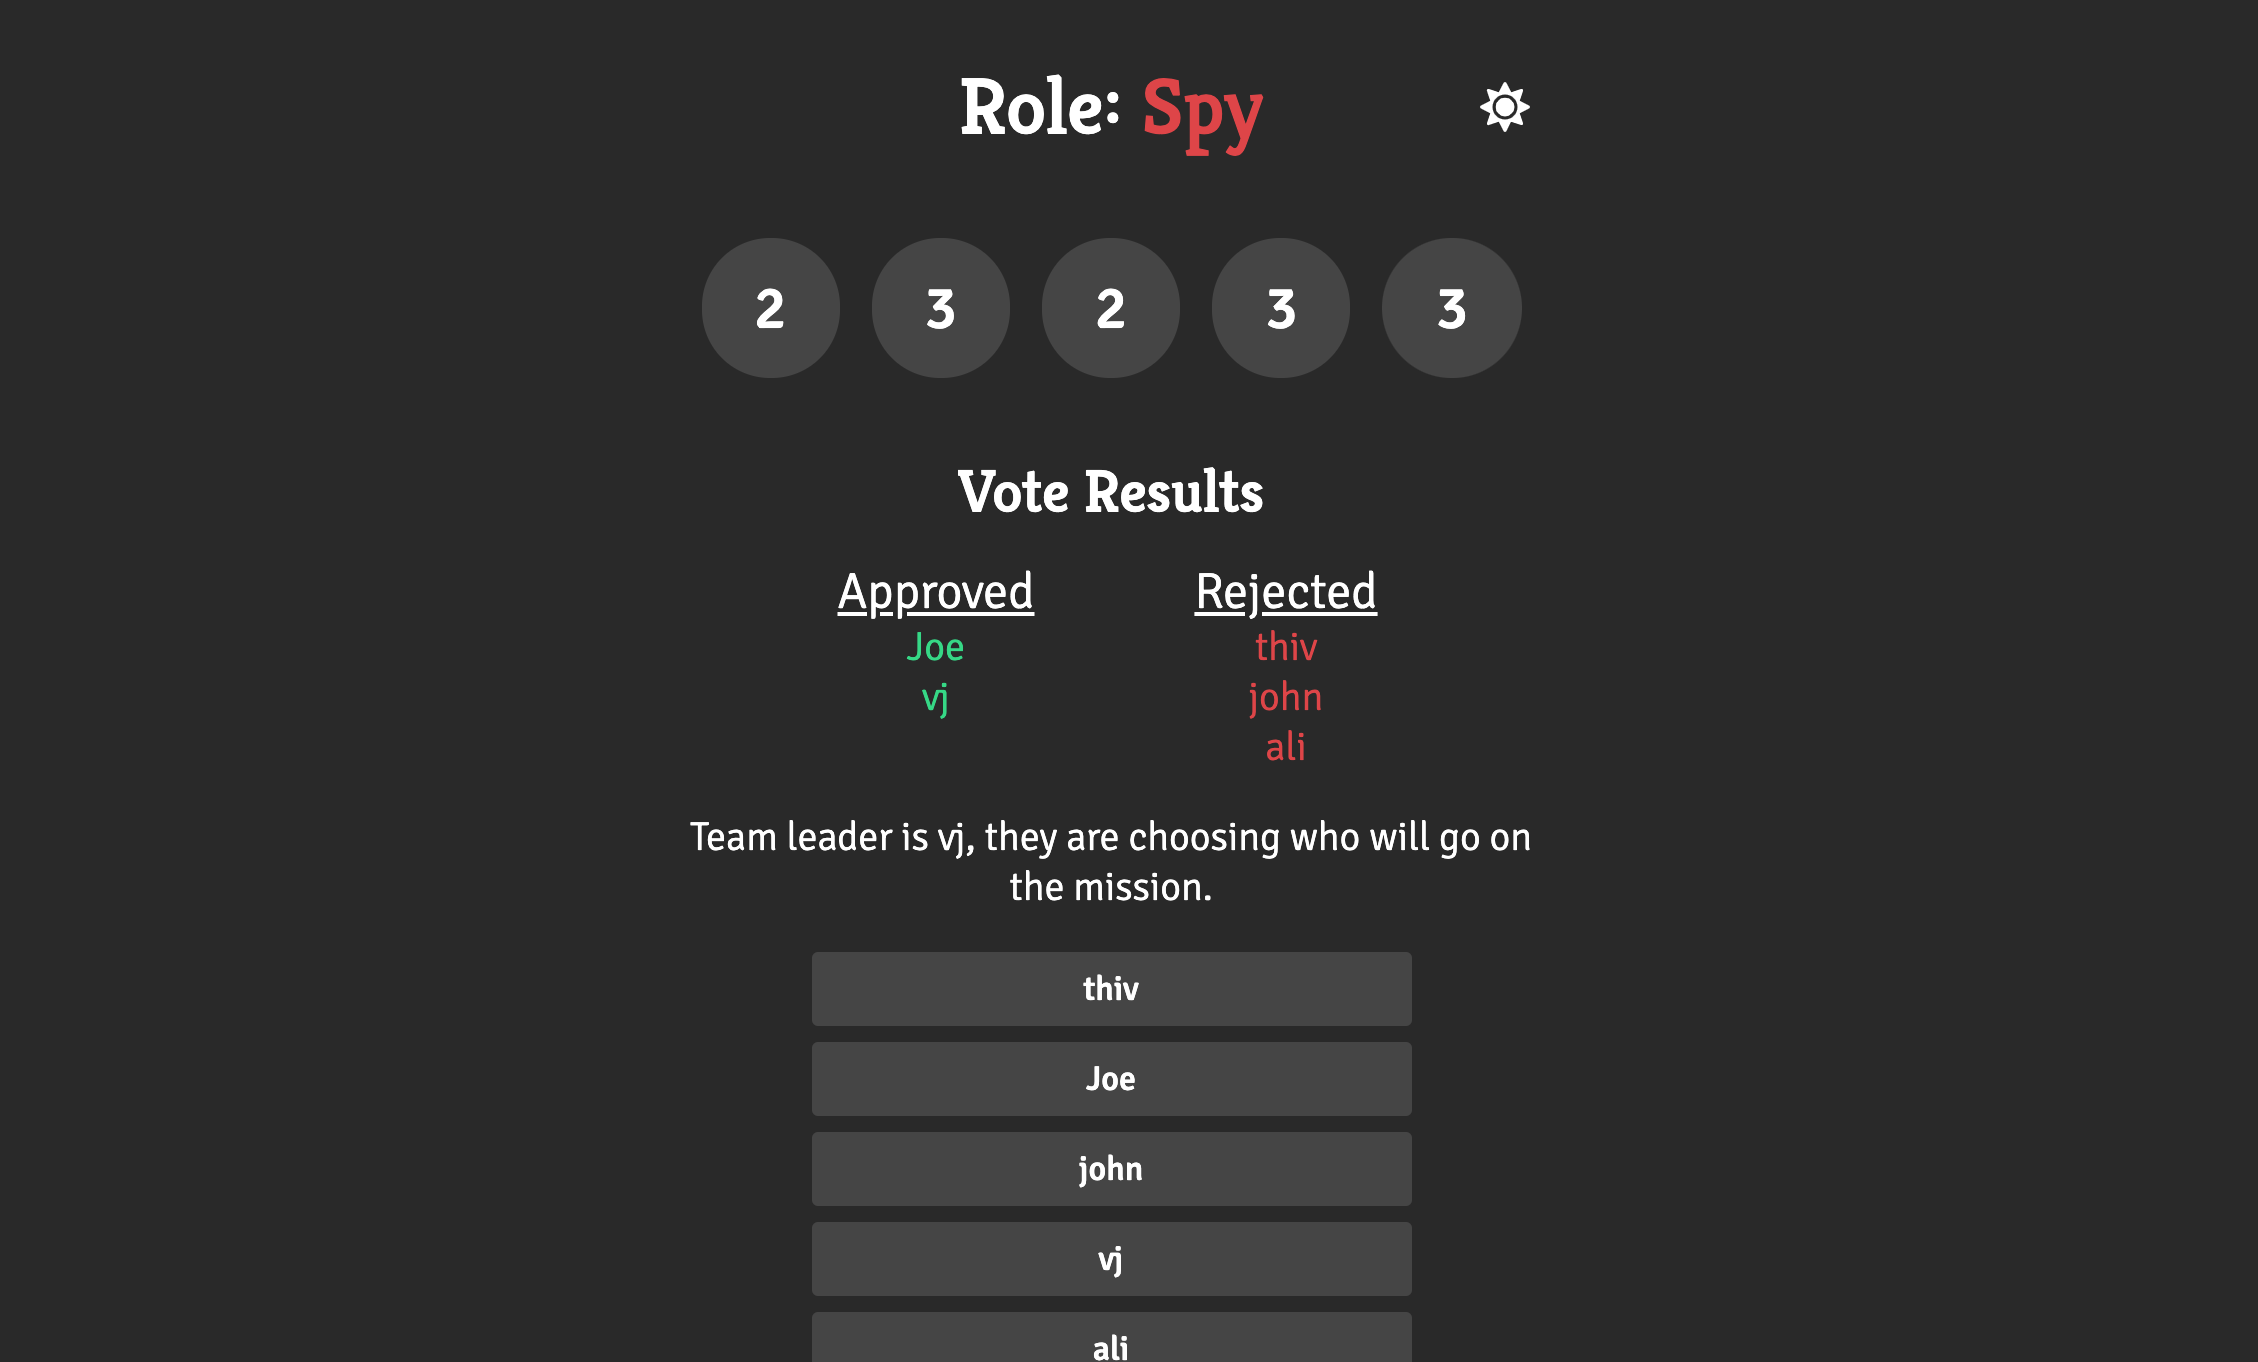 Role: Spy
2 3 2 3 3
Vote Results
Approved Rejected
Joe thiv
vj john
ali
Team leader is vj, they are choosing who will go on
the mission.
thiv
Joe
john
vj
ali